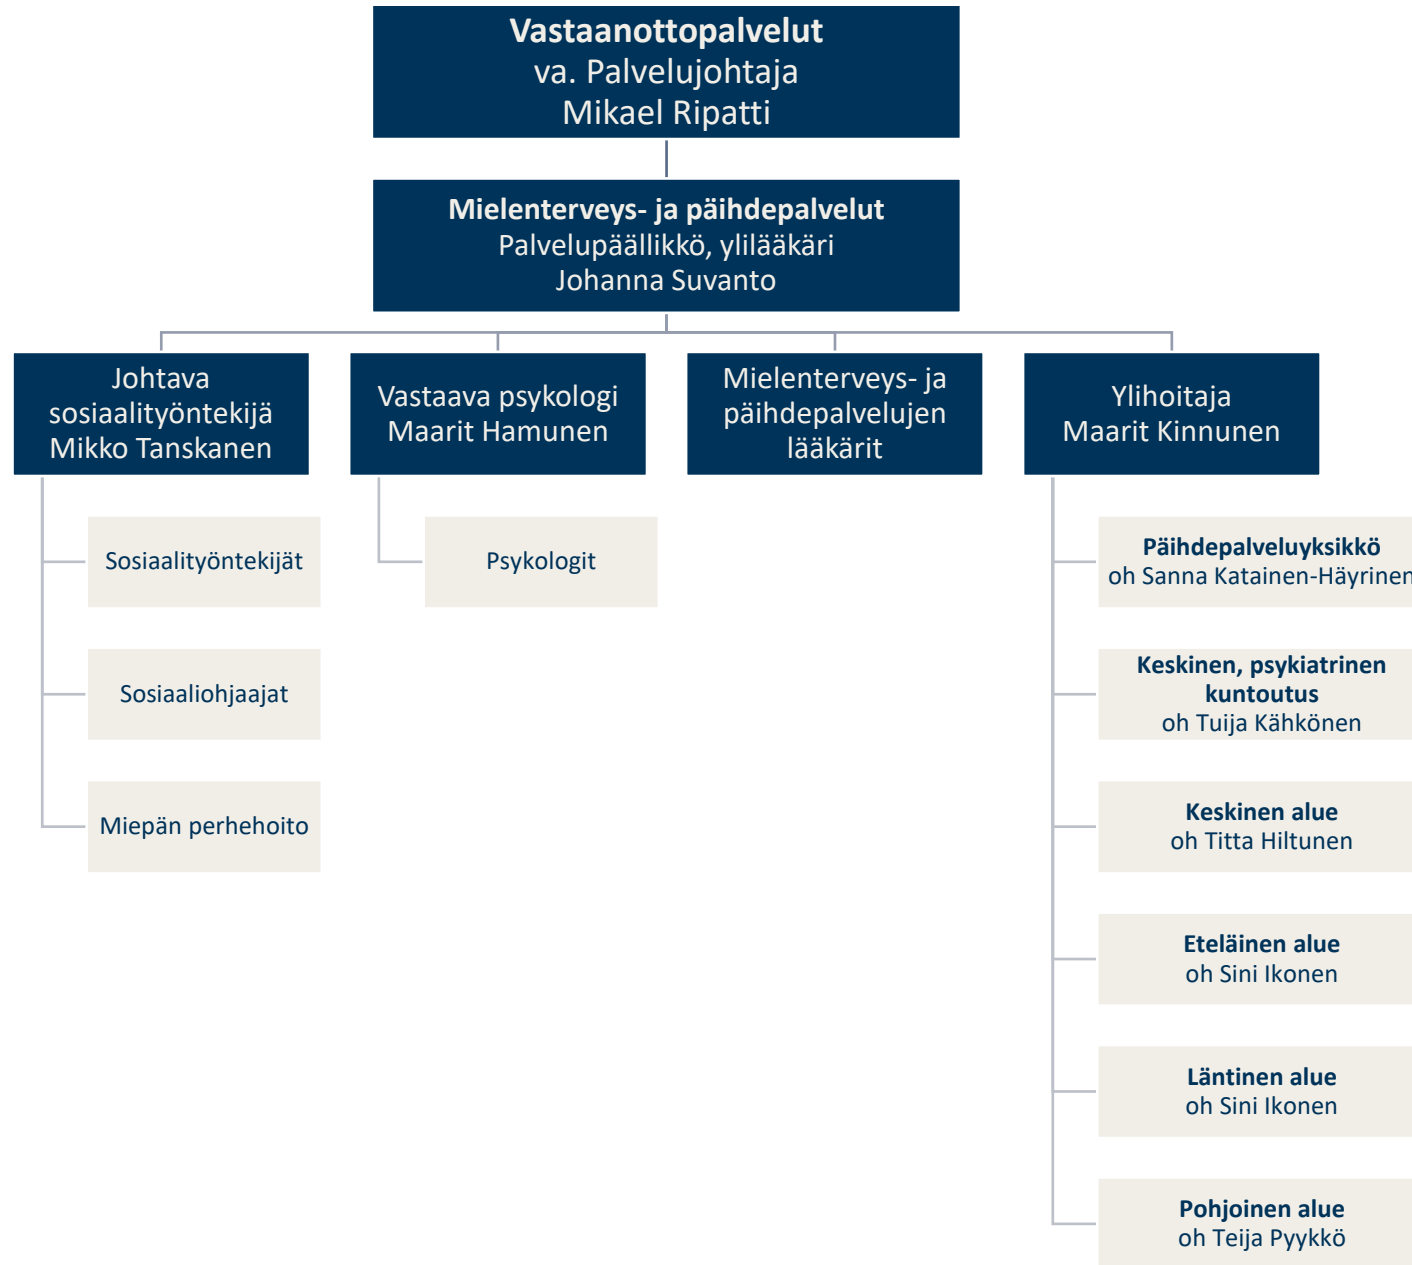 Vastaanottopalvelut
va. Palvelujohtaja
Mikael Ripatti
Mielenterveys- ja päihdepalvelut
Palvelupäällikkö, ylilääkäri
Johanna Suvanto
Johtava
sosiaalityöntekijä
Mikko Tanskanen
Vastaava psykologi
Maarit Hamunen
Mielenterveys- ja
päihdepalvelujen
lääkärit
Ylihoitaja
Maarit Kinnunen
Sosiaalityöntekijät
Sosiaaliohjaajat
Miepän perhehoito
Psykologit
Päihdepalveluyksikkö
oh Sanna Katainen-Häyrinen
Keskinen, psykiatrinen
kuntoutus
oh Tuija Kähkönen
Keskinen alue
oh Titta Hiltunen
Eteläinen alue
oh Sini Ikonen
Läntinen alue
oh Sini Ikonen
Pohjoinen alue
oh Teija Pyykkö